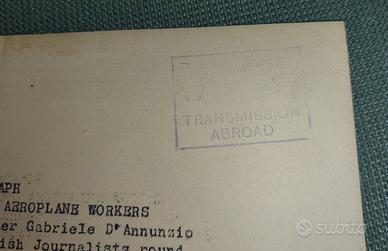 TRANSMISSION
ABROAD
APH
AEROPLANE WORKERS
er Gabriele D'Annunzio
ish Journalists round
subito